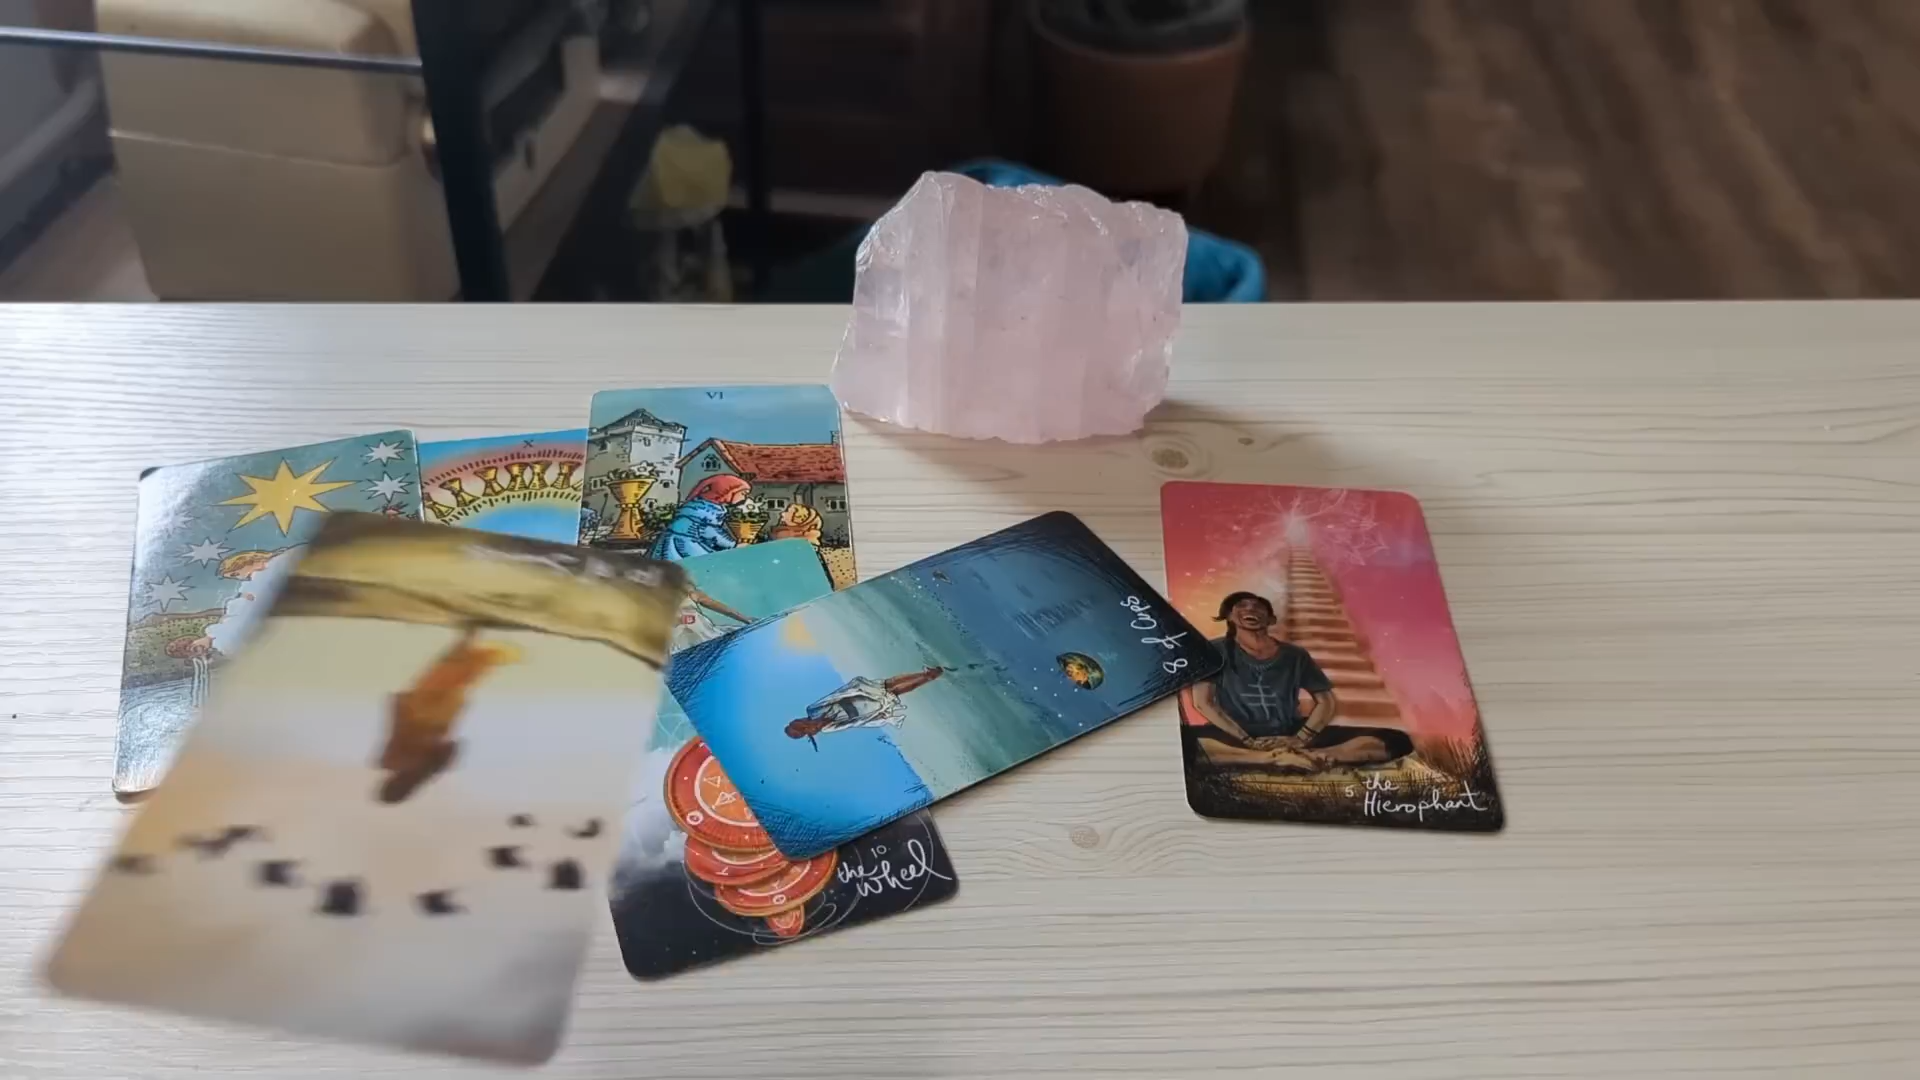 VI
X
8 of Cups
10
the
Wheel
5 the
Hierophant